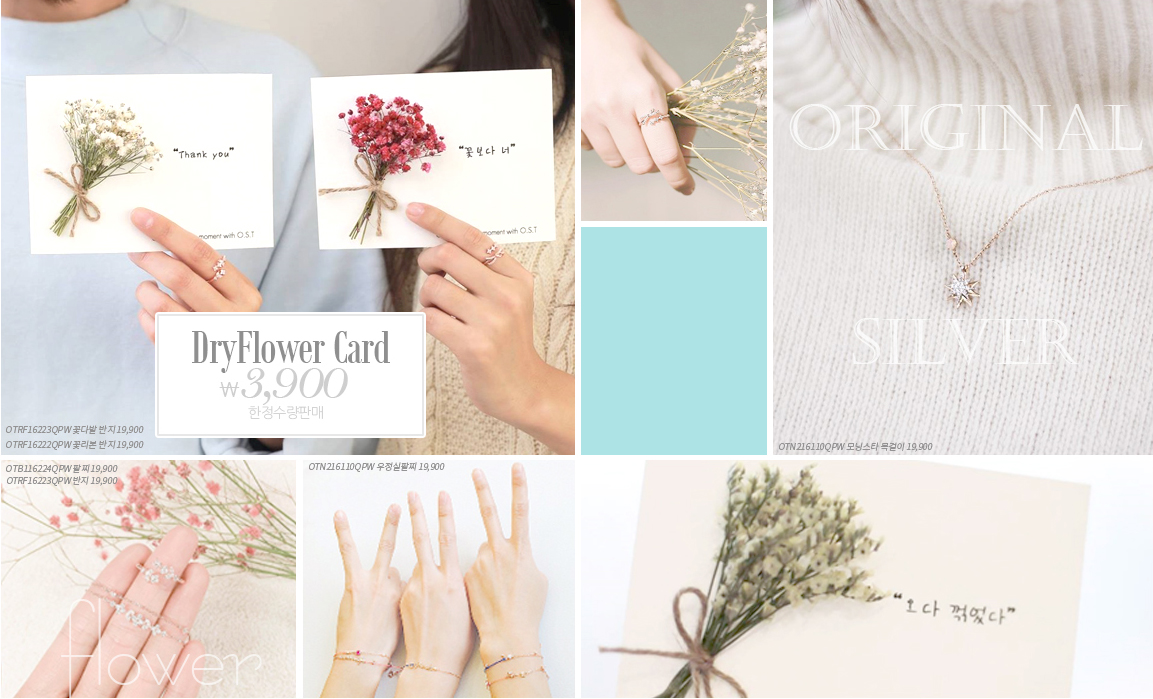 "Thank you"
"꽃보다 너"
moment with O.S.T
moment with O.S.T
DryFlower Card
₩3,900
한정수량판매
OTRF16223QPW 꽃다발 반지 19,900
OTRF16222QPW 꽃리본 반지 19,900
ORIGINAL
SILVER
OTN216110QPW 모닝스타 목걸이 19,900
OTB116224QPW 팔찌 19,900
OTRF16223QPW 반지 19,900
flower
OTN216110QPW 우정실팔찌 19,900
"오다 꺾었다"